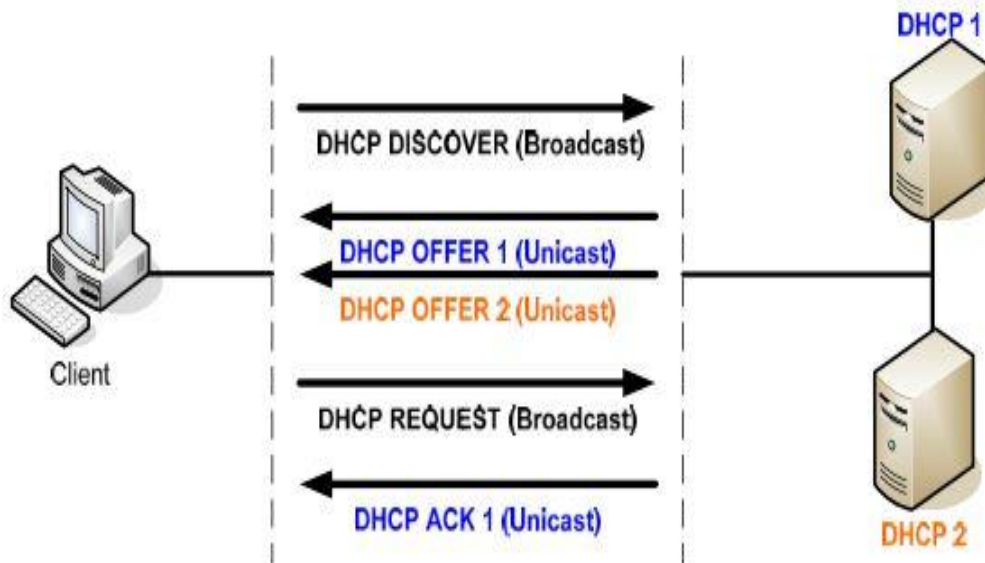 DHCP 1
DHCP DISCOVER (Broadcast)
DHCP OFFER 1 (Unicast)
DHCP OFFER 2 (Unicast)
Client
DHCP REQUEST (Broadcast)
DHCP ACK 1 (Unicast)
DHCP 2